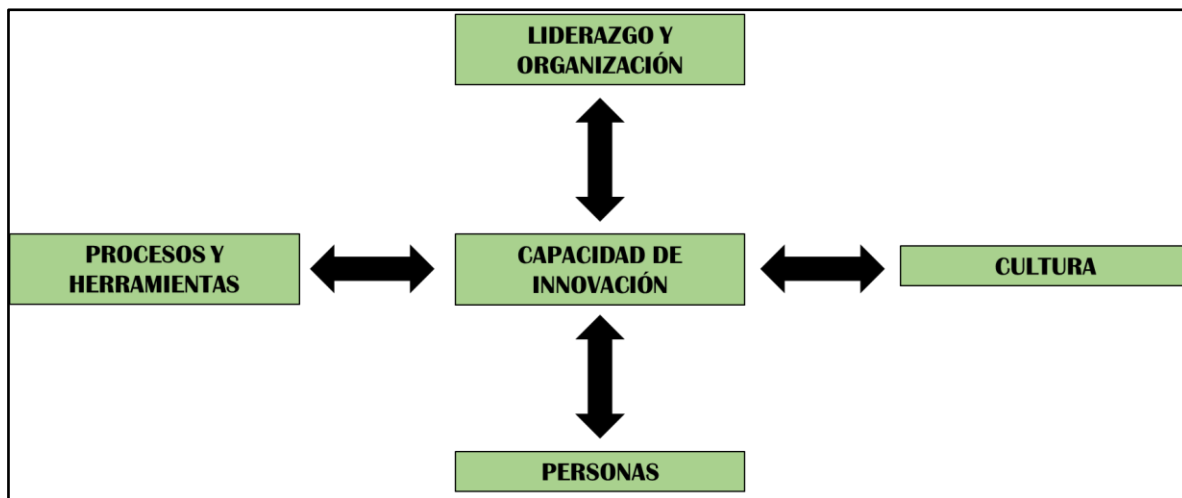 LIDERAZGO Y
ORGANIZACIÓN
PROCESOS Y
HERRAMIENTAS
CAPACIDAD DE
INNOVACIÓN
CULTURA
PERSONAS